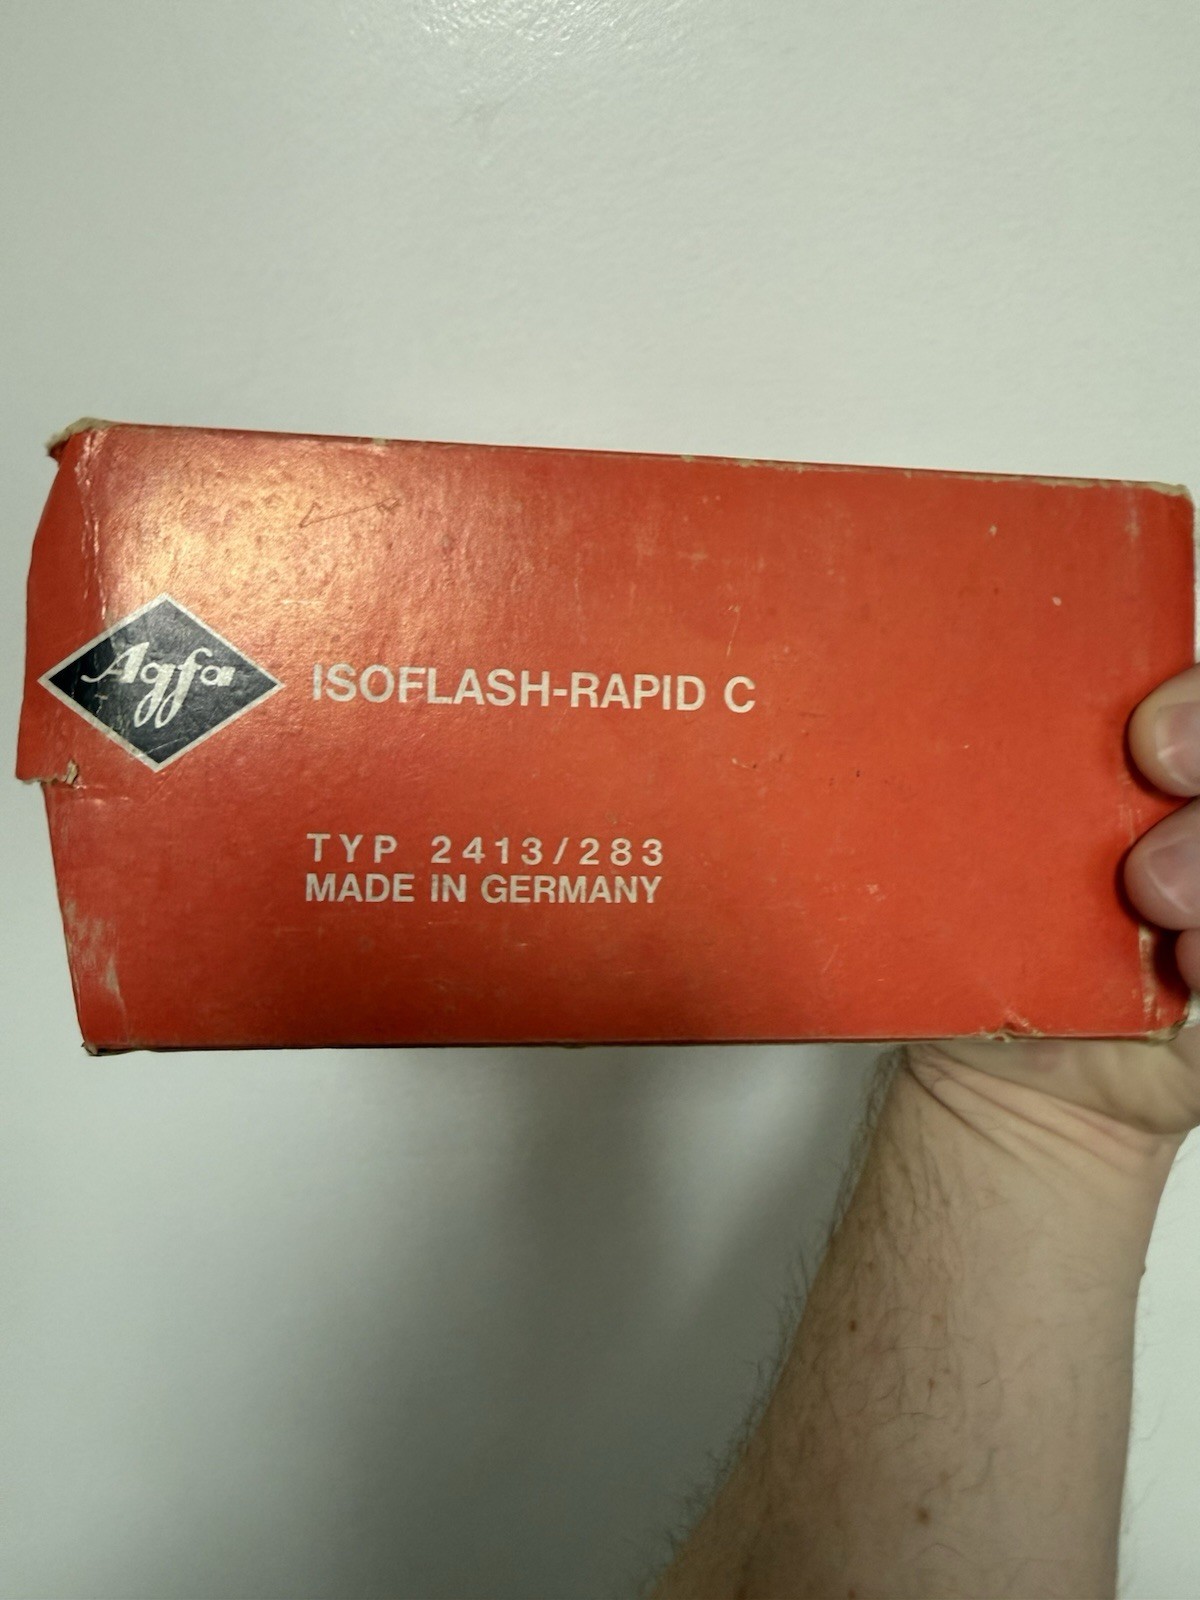 Agfa
ISOFLASH-RAPID C
TYP 2413/283
MADE IN GERMANY